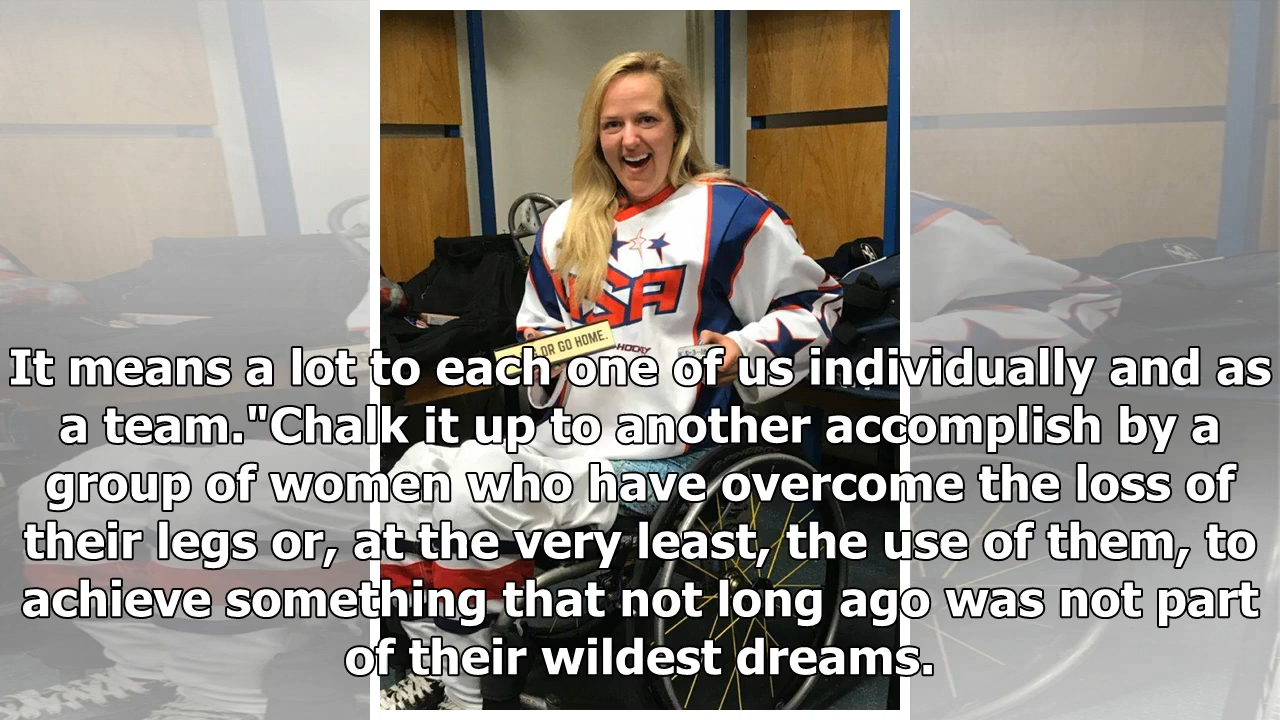 USA
OR GO HOME.
HOCKEY
It means a lot to each one of us individually and as
a team."Chalk it up to another accomplish by a
group of women who have overcome the loss of
their legs or, at the very least, the use of them, to
achieve something that not long ago was not part
of their wildest dreams.